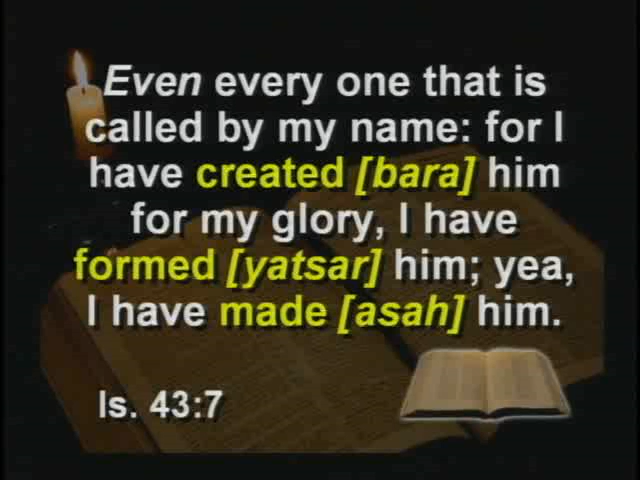 Even every one that is
called by my name: for I
have created [bara] him
for my glory, I have
formed [yatsar] him; yea,
I have made [asah] him.
Is. 43:7